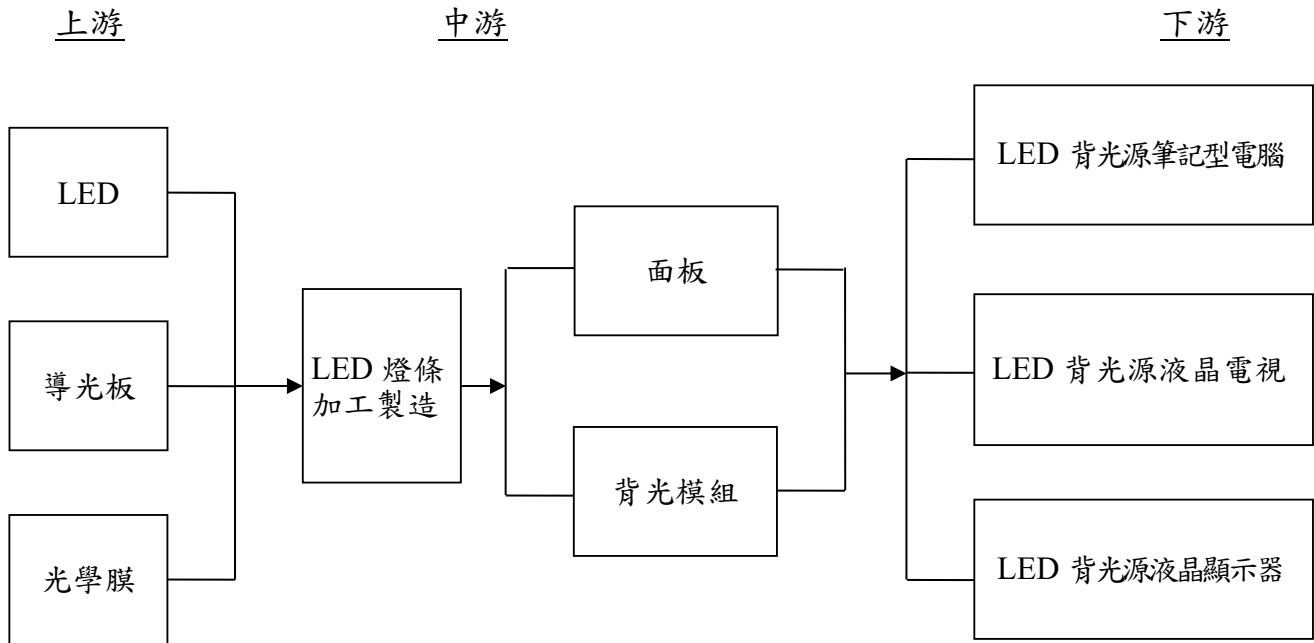 上游
中游
下游
LED
導光板
光學膜
LED 燈條
加工製造
面板
背光模組
LED 背光源筆記型電腦
LED 背光源液晶電視
LED 背光源液晶顯示器